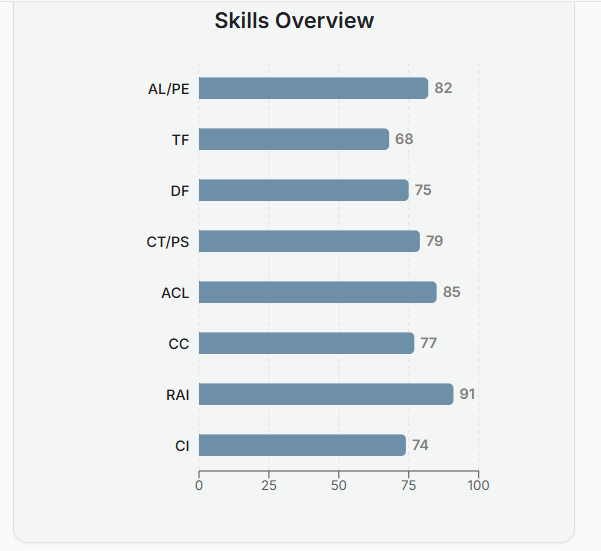 Skills Overview
AL/PE 82
TF 68
DF 75
CT/PS 79
ACL 85
CC 77
RAI 91
CI 74
0 25 50 75 100